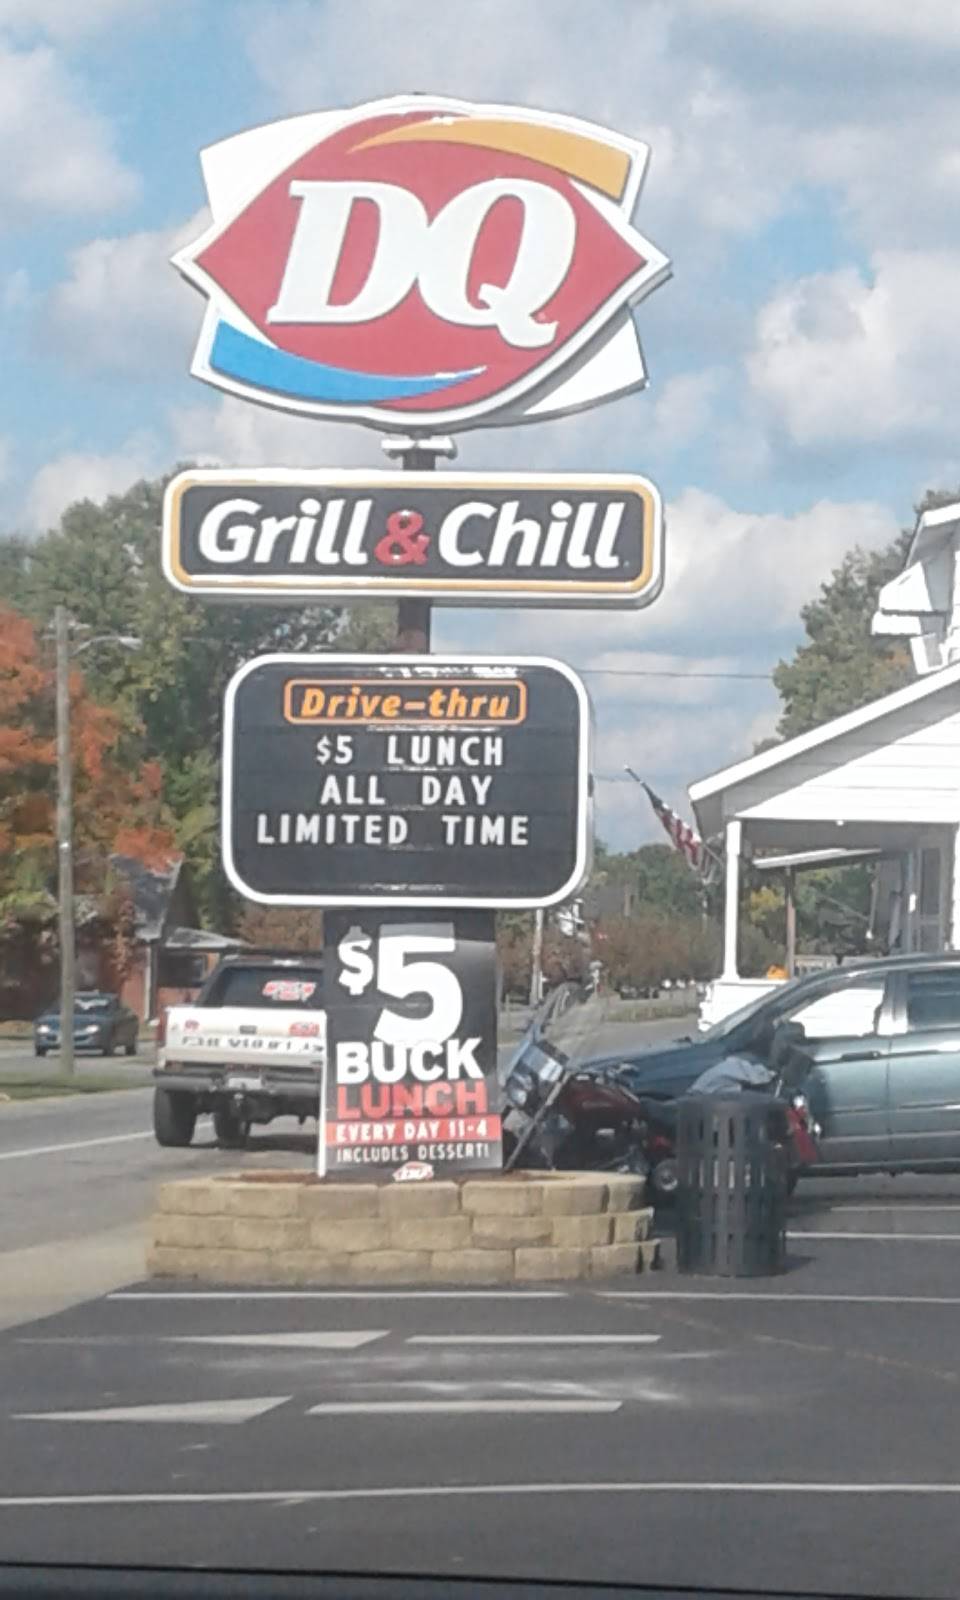 DQ
Grill & Chill
Drive-thru
$5 LUNCH
ALL DAY
LIMITED TIME
$5
BUCK
LUNCH
EVERY DAY 11-4
INCLUDES DESSERT!